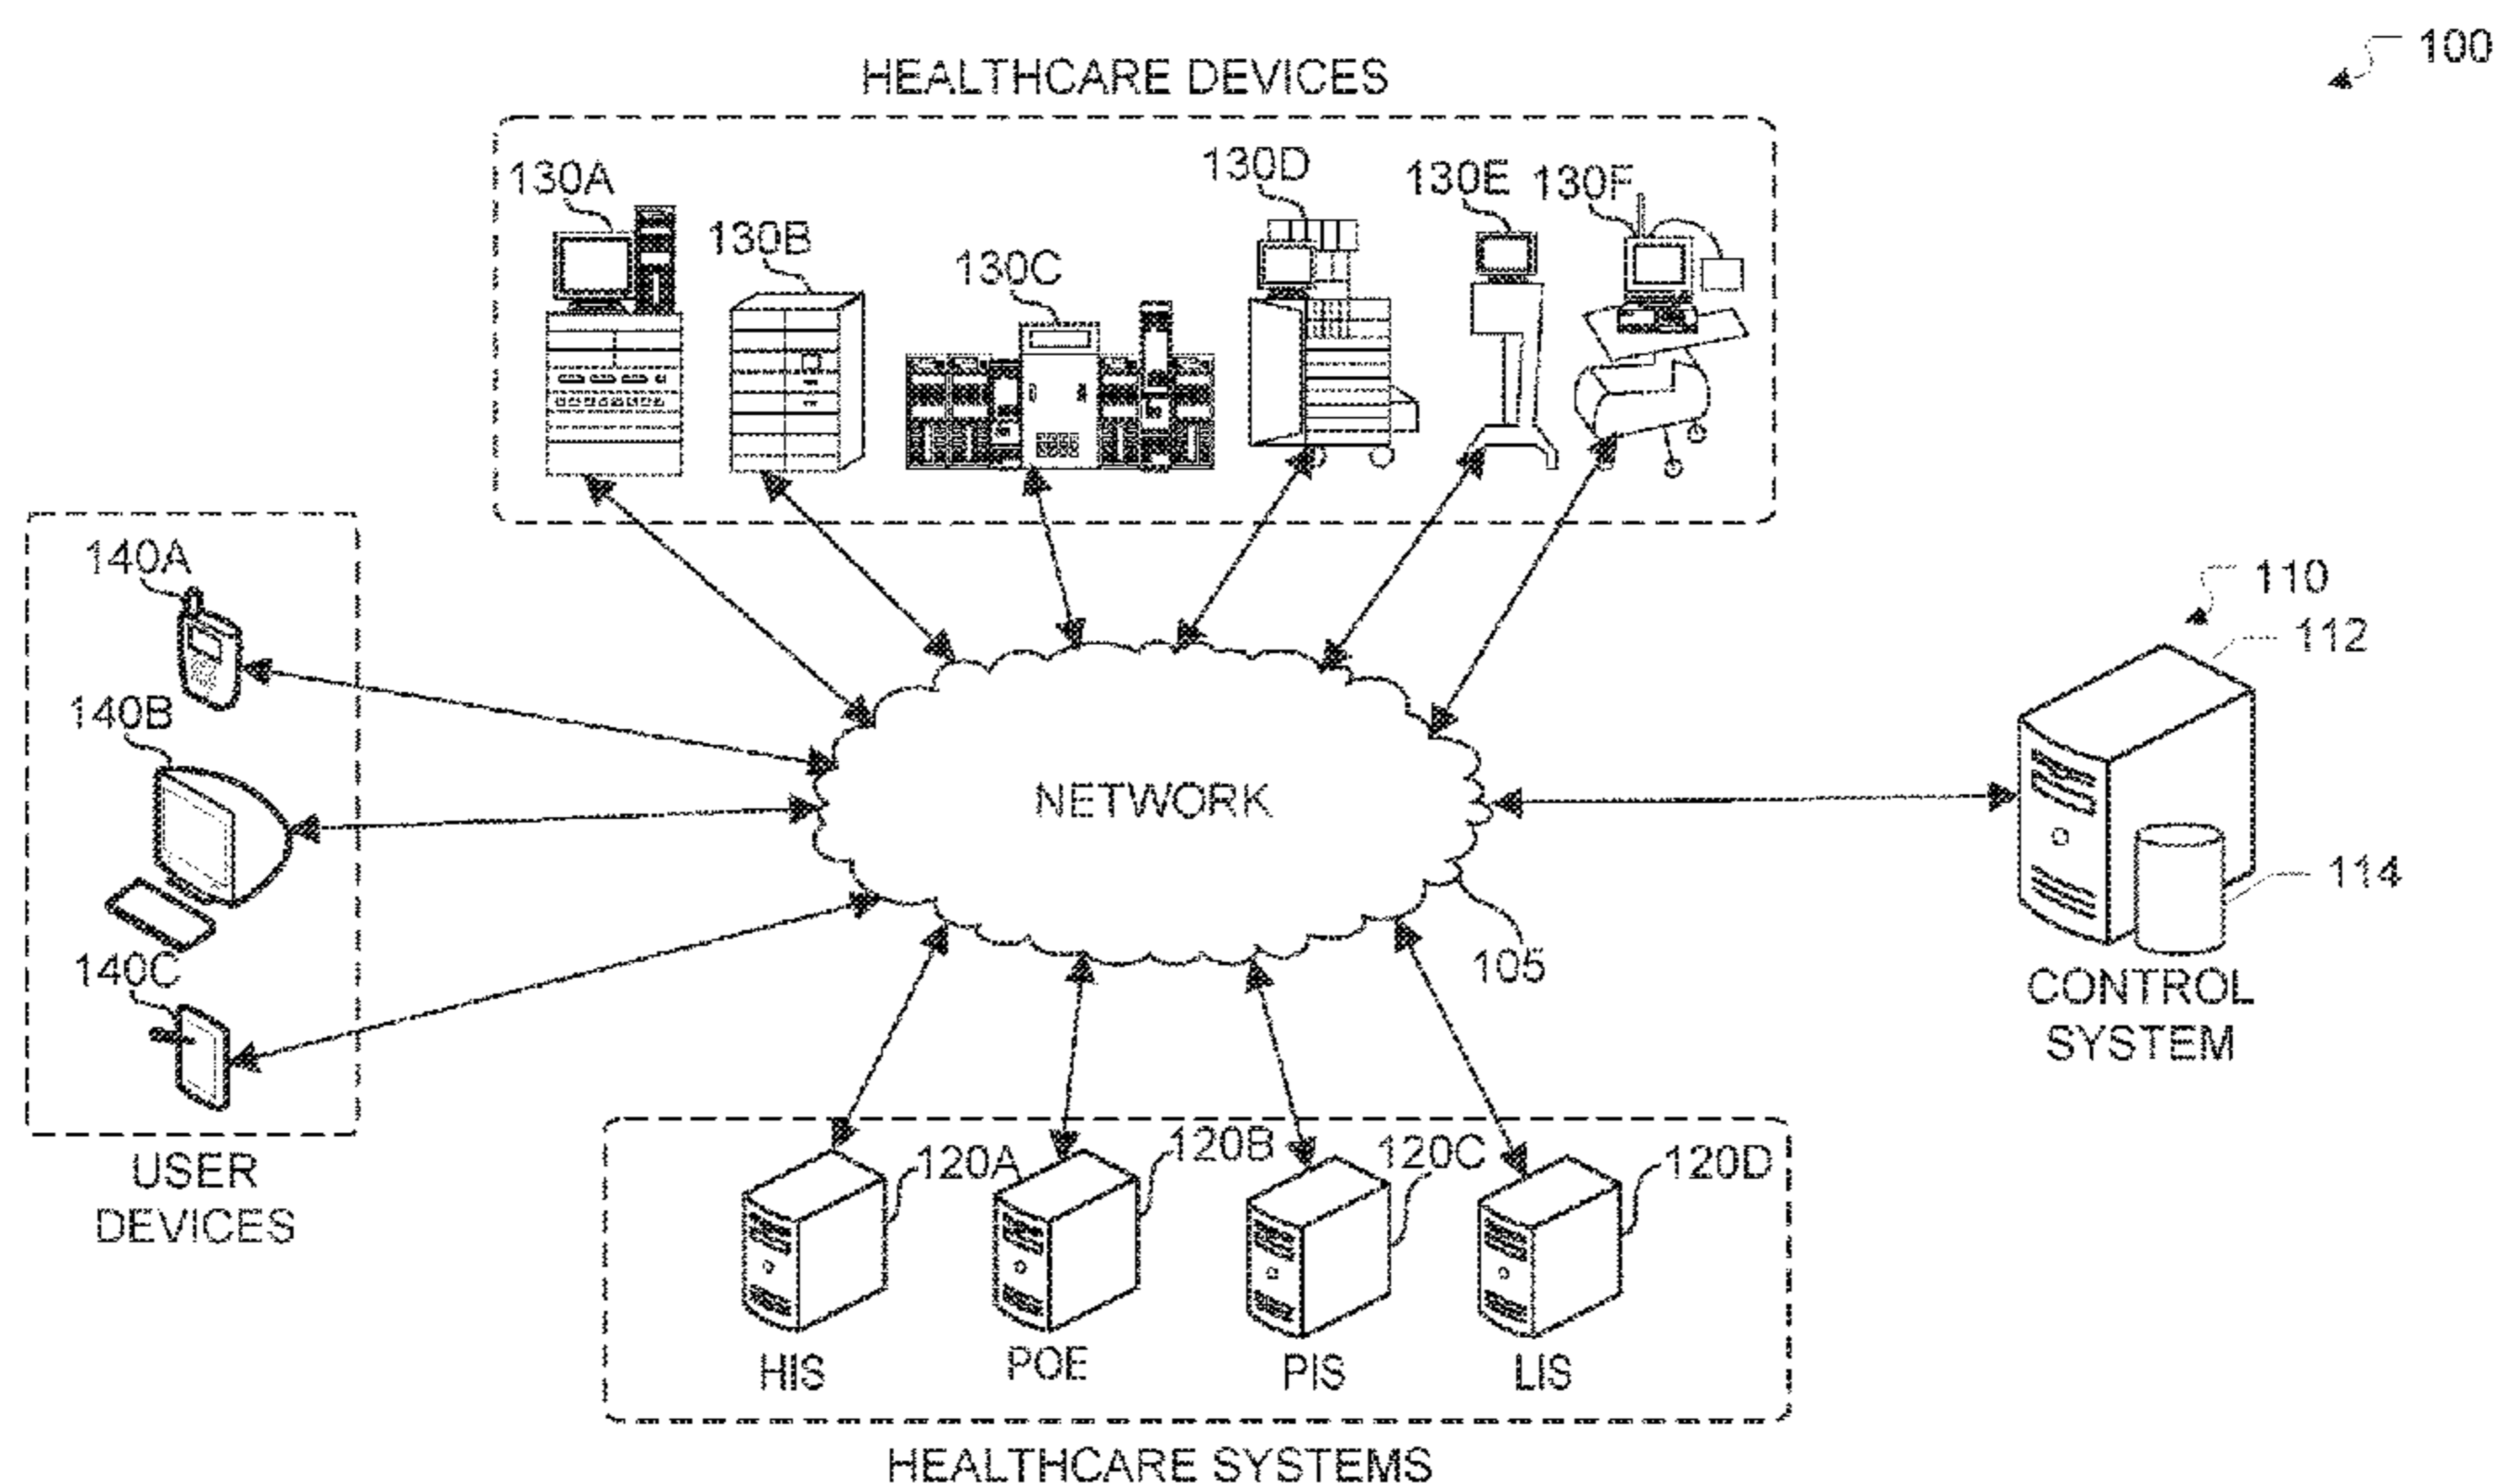 100
HEALTHCARE DEVICES
130A
130B
130C
130D
130E
130F
140A
140B
140C
USER
DEVICES
NETWORK
105
110
112
114
CONTROL
SYSTEM
120A
120B
120C
120D
HIS
POE
PIS
LIS
HEALTHCARE SYSTEMS